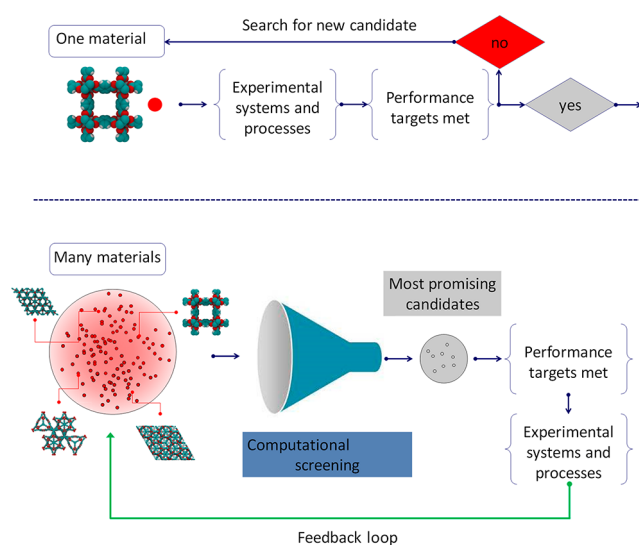 Search for new candidate
One material
no
Experimental
systems and
processes
Performance
targets met
yes
Many materials
Most promising
candidates
Performance
targets met
Computational
screening
Experimental
systems and
processes
Feedback loop